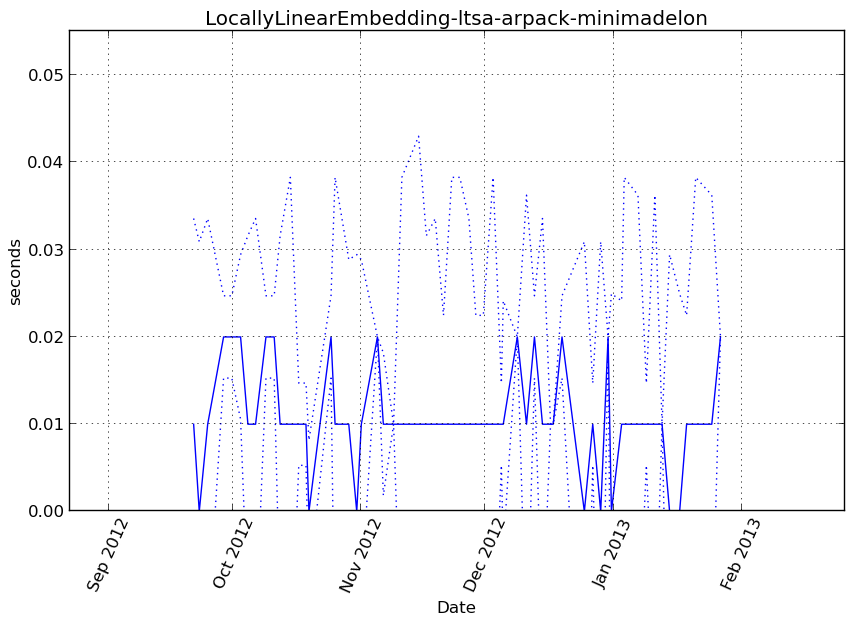 LocallyLinearEmbedding-ltsa-arpack-minimadelon
0.05
0.04
0.03
0.02
0.01
0.00
seconds
Sep 2012
Oct 2012
Nov 2012
Dec 2012
Jan 2013
Feb 2013
Date